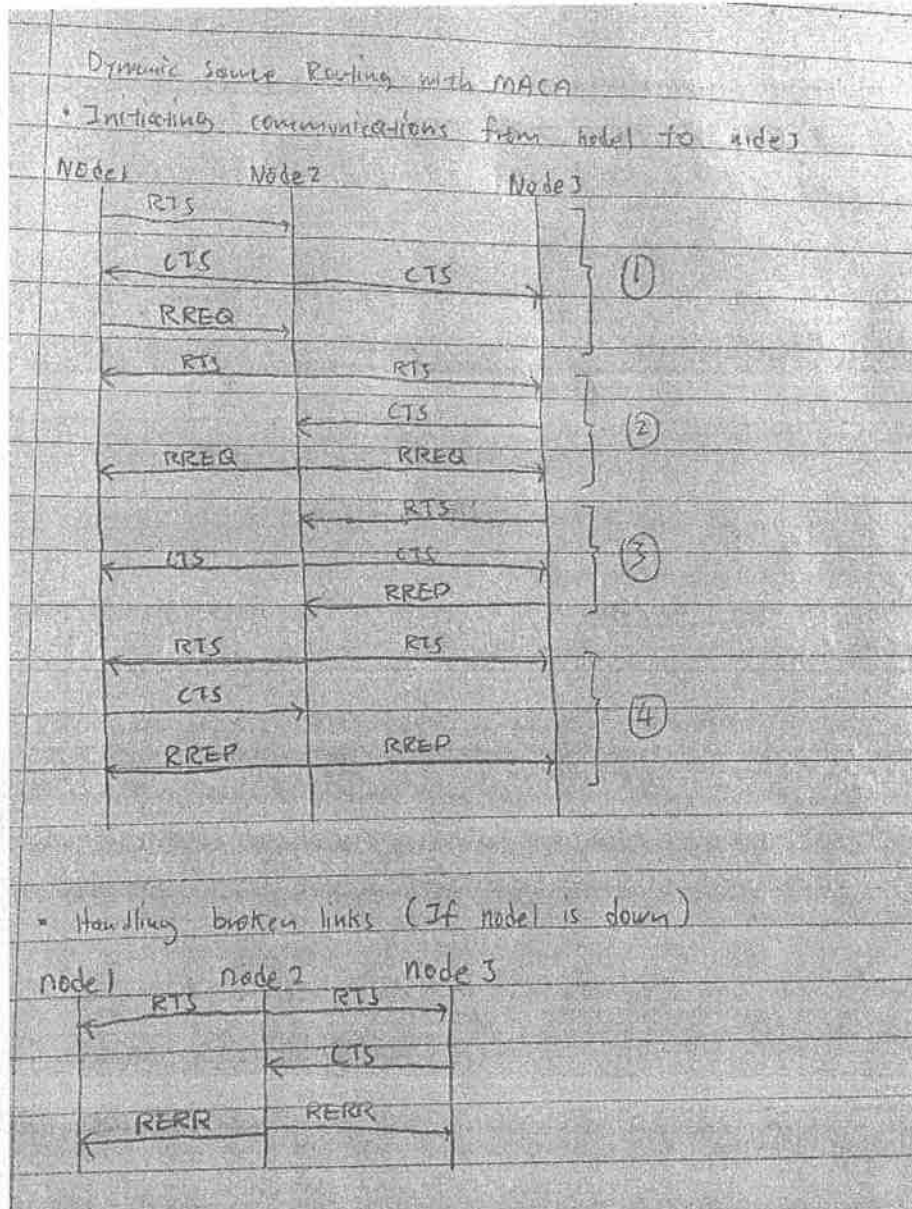 Dynamic Source Routing with MACA
• Initiating communications from node1 to node3
Node1 Node2 Node3
RTS
CTS CTS
①
RREQ
RTS RTS
CTS
②
RREQ RREQ
RTS
CTS CTS
③
RREP
RTS RTS
CTS
④
RREP RREP
• Handling broken links (If node1 is down)
node1 node2 node3
RTS RTS
CTS
RERR RERR